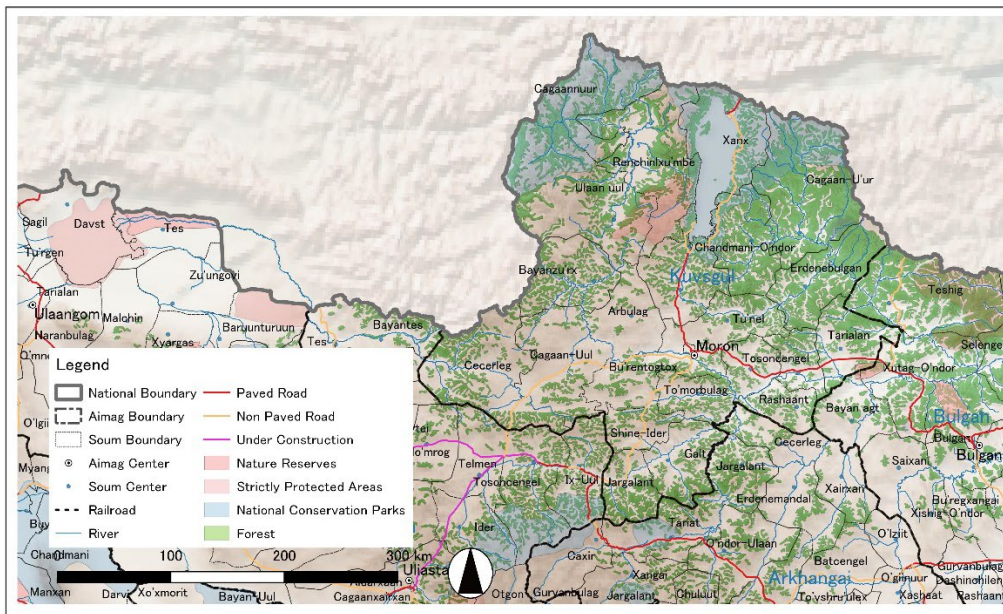 Cagaannuur
Xanx
Renchinlxu'mbe
Ulaan uul
Cagaan-U'ur
Dagil
Davst
Tes
Tu'rgen
Zu'ungovi
Chandmani-O'ndor
Kuvsgul
Erdenebulgan
Bayanzu'rx
Teshig
Tarialan
Ulaangom
Malchin
Baruunturuun
Arbulag
Tu'nel
Naranbulag
Xyargas
Tes
Bayantes
Tarialan
Selenge
Cagaan-Uul
Moron
Cecerleg
Bu'rentogtox
Tosoncengel
Xutag-O'ndor
To'morbulag
Rashaant
Bayan agt
Bulgan
Shine-Ider
Cecerleg
Bulgan
Bulgan
Telmen
Galt
Saixan
Tosoncengel
Ix-Uul
Jargalant
Jargalant
Xairxan
Bu'regxangai
Ider
Erdenemandal
Xishig-O'ndor
Tariat
O'ndor-Ulaan
O'lziit
Caxir
Batcengel
Uliasta
Xangai
Gurvanbulag
Cagaanxairxan
Otgon
Gurvanbulag
Jargalant
Chuluut
Arkhangai
To'vshru'ulex
O'giinuur
Xashaat
Rashaan
Chandmani
Manxan
Darvi
Xo'xmorit
Bayan-Uul
Legend
National Boundary
Aimag Boundary
Soum Boundary
Aimag Center
Soum Center
Railroad
River
Paved Road
Non Paved Road
Under Construction
Nature Reserves
Strictly Protected Areas
National Conservation Parks
Forest
0 100 200 300 km